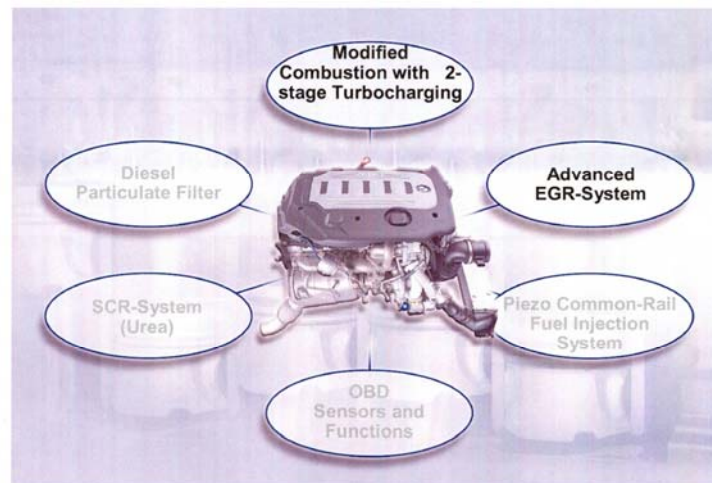 Modified
Combustion with 2-
stage Turbocharging
Diesel
Particulate Filter
Advanced
EGR-System
SCR-System
(Urea)
Piezo Common-Rail
Fuel Injection
System
OBD
Sensors and
Functions